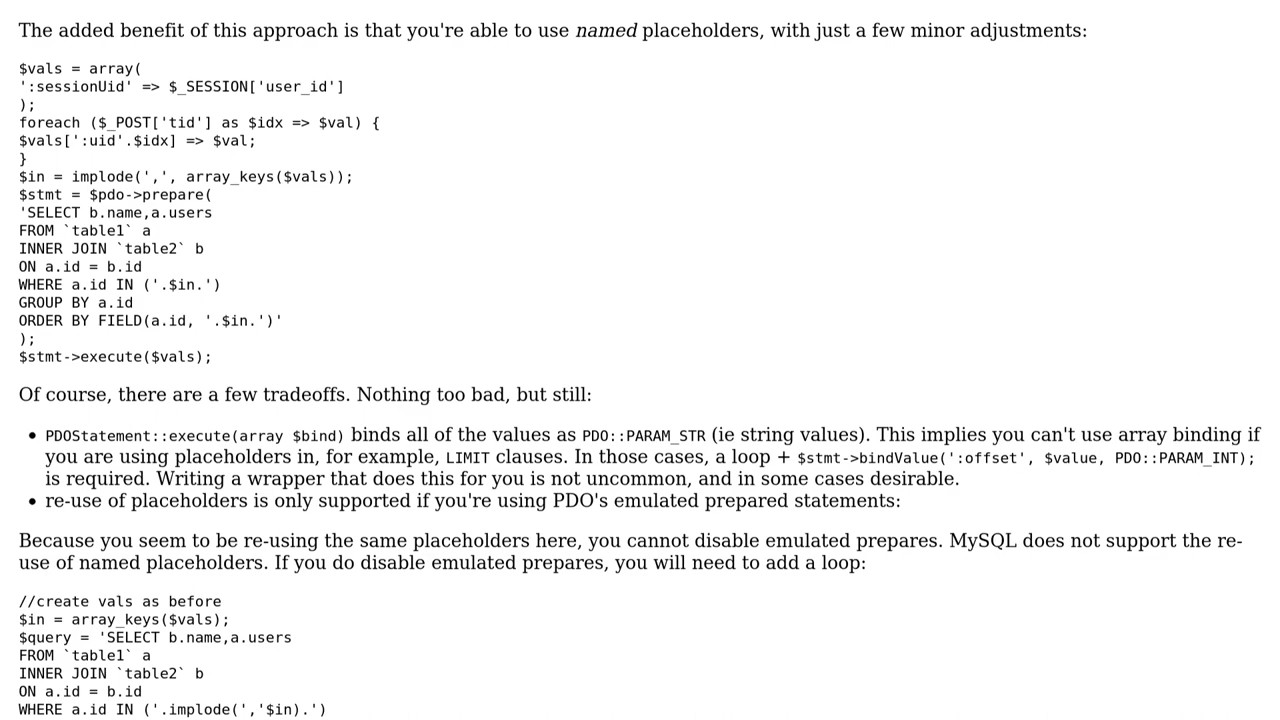 The added benefit of this approach is that you're able to use named placeholders, with just a few minor adjustments:
$vals = array(
':sessionUid' => $_SESSION['user_id']
);
foreach ($_POST['tid'] as $idx => $val) {
$vals[':uid'.$idx] => $val;
}
$in = implode(',', array_keys($vals));
$stmt = $pdo->prepare(
'SELECT b.name,a.users
FROM `table1` a
INNER JOIN `table2` b
ON a.id = b.id
WHERE a.id IN ('.$in.')
GROUP BY a.id
ORDER BY FIELD(a.id, '.$in.')'
);
$stmt->execute($vals);
Of course, there are a few tradeoffs. Nothing too bad, but still:
• PDOStatement::execute(array $bind) binds all of the values as PDO::PARAM_STR (ie string values). This implies you can't use array binding if
you are using placeholders in, for example, LIMIT clauses. In those cases, a loop + $stmt->bindValue(':offset', $value, PDO::PARAM_INT);
is required. Writing a wrapper that does this for you is not uncommon, and in some cases desirable.
• re-use of placeholders is only supported if you're using PDO's emulated prepared statements:
Because you seem to be re-using the same placeholders here, you cannot disable emulated prepares. MySQL does not support the re-
use of named placeholders. If you do disable emulated prepares, you will need to add a loop:
//create vals as before
$in = array_keys($vals);
$query = 'SELECT b.name,a.users
FROM `table1` a
INNER JOIN `table2` b
ON a.id = b.id
WHERE a.id IN ('.implode(','$in).')